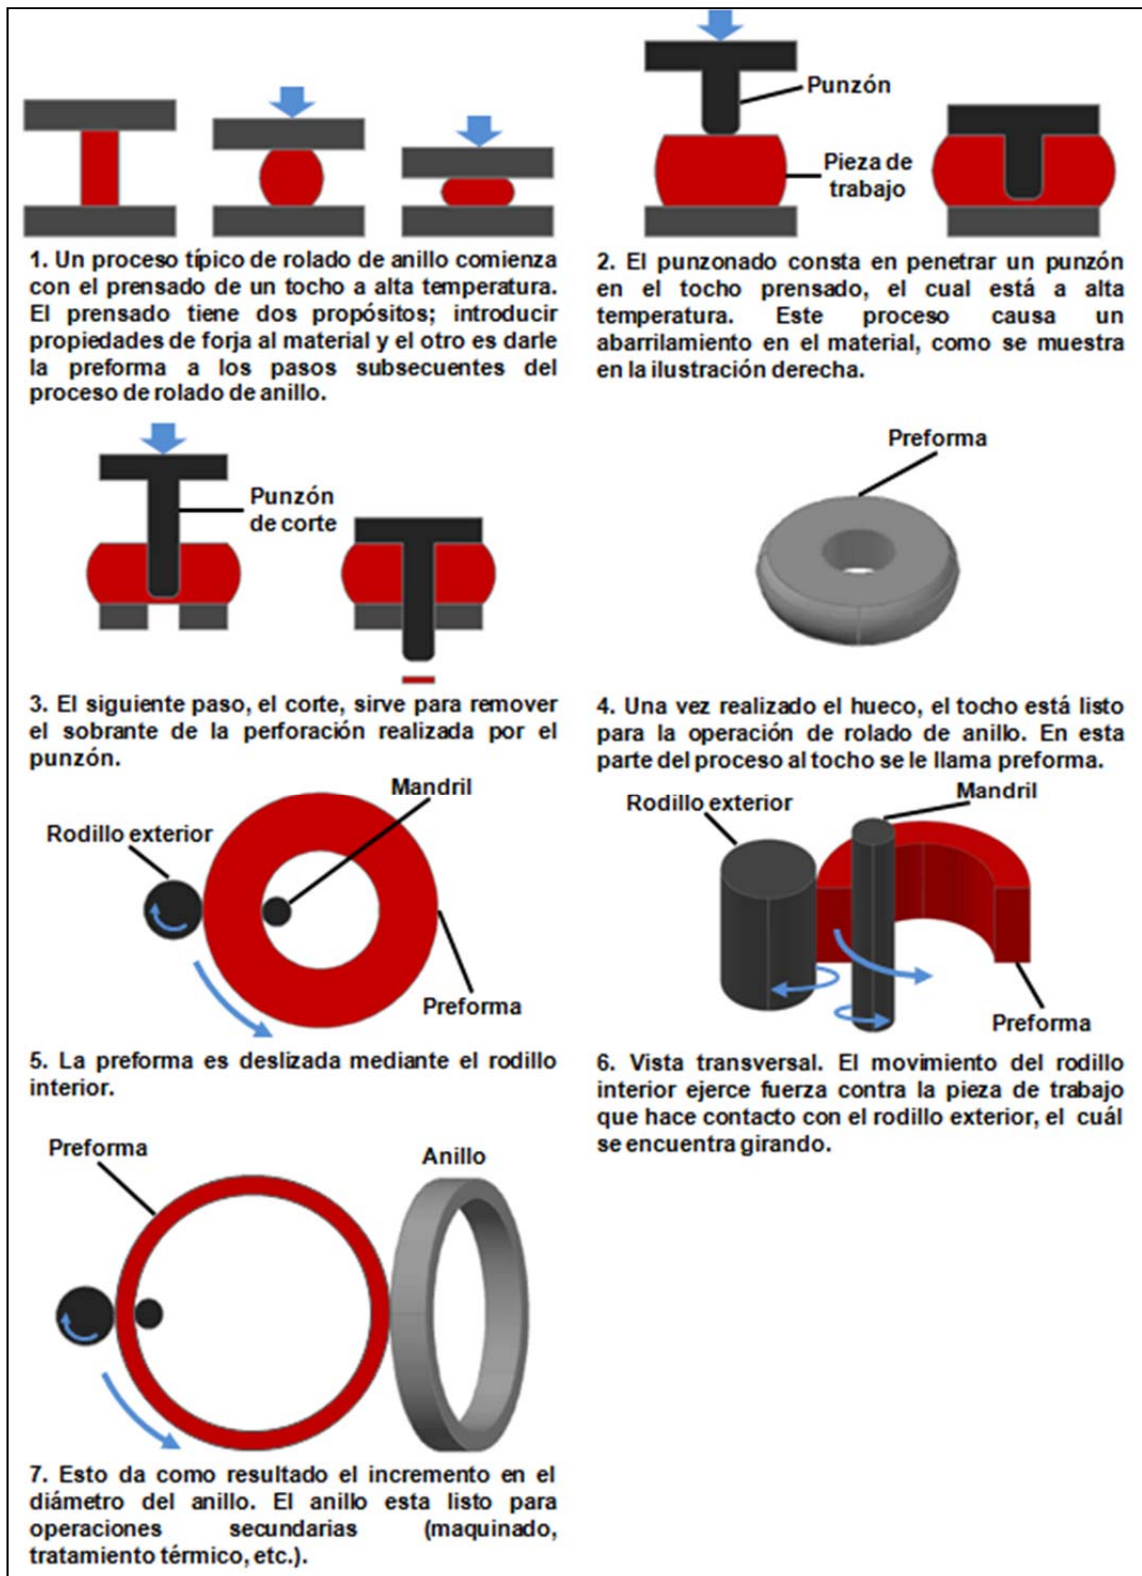 Punzón
Pieza de
trabajo
1. Un proceso típico de rolado de anillo comienza
con el prensado de un tocho a alta temperatura.
El prensado tiene dos propósitos; introducir
propiedades de forja al material y el otro es darle
la preforma a los pasos subsecuentes del
proceso de rolado de anillo.
2. El punzonado consta en penetrar un punzón
en el tocho prensado, el cual está a alta
temperatura. Este proceso causa un
abarrilamiento en el material, como se muestra
en la ilustración derecha.
Punzón
de corte
Preforma
3. El siguiente paso, el corte, sirve para remover
el sobrante de la perforación realizada por el
punzón.
4. Una vez realizado el hueco, el tocho está listo
para la operación de rolado de anillo. En esta
parte del proceso al tocho se le llama preforma.
Mandril
Rodillo exterior
Preforma
Rodillo exterior
Mandril
Preforma
5. La preforma es deslizada mediante el rodillo
interior.
6. Vista transversal. El movimiento del rodillo
interior ejerce fuerza contra la pieza de trabajo
que hace contacto con el rodillo exterior, el cuál
se encuentra girando.
Preforma
Anillo
7. Esto da como resultado el incremento en el
diámetro del anillo. El anillo esta listo para
operaciones secundarias (maquinado,
tratamiento térmico, etc.).